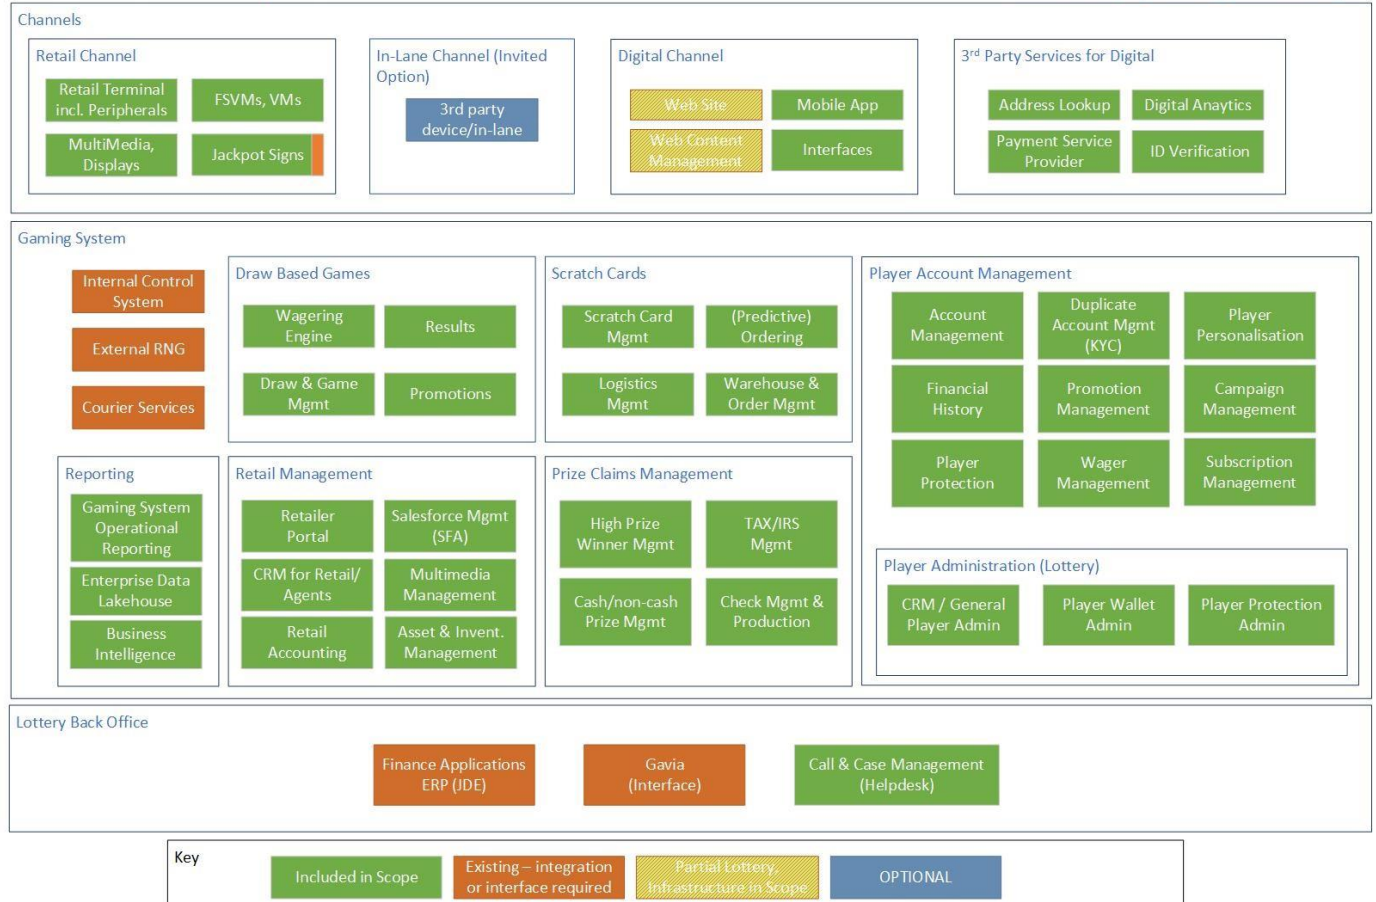 Channels
Retail Channel
Retail Terminal
incl. Peripherals
FSVMs, VMs
MultiMedia,
Displays
Jackpot Signs
In-Lane Channel (Invited
Option)
3rd party
device/in-lane
Digital Channel
Web Site
Mobile App
Web Content
Management
Interfaces
3rd Party Services for Digital
Address Lookup
Digital Anaytics
Payment Service
Provider
ID Verification
Gaming System
Internal Control
System
External RNG
Courier Services
Draw Based Games
Wagering
Engine
Results
Draw & Game
Mgmt
Promotions
Scratch Cards
Scratch Card
Mgmt
(Predictive)
Ordering
Logistics
Mgmt
Warehouse &
Order Mgmt
Player Account Management
Account
Management
Duplicate
Account Mgmt
(KYC)
Player
Personalisation
Financial
History
Promotion
Management
Campaign
Management
Player
Protection
Wager
Management
Subscription
Management
Player Administration (Lottery)
CRM / General
Player Admin
Player Wallet
Admin
Player Protection
Admin
Reporting
Gaming System
Operational
Reporting
Enterprise Data
Lakehouse
Business
Intelligence
Retail Management
Retailer
Portal
Salesforce Mgmt
(SFA)
CRM for Retail/
Agents
Multimedia
Management
Retail
Accounting
Asset & Invent.
Management
Prize Claims Management
High Prize
Winner Mgmt
TAX/IRS
Mgmt
Cash/non-cash
Prize Mgmt
Check Mgmt &
Production
Lottery Back Office
Finance Applications
ERP (JDE)
Gavia
(Interface)
Call & Case Management
(Helpdesk)
Key
Included in Scope
Existing – integration
or interface required
Partial Lottery,
Infrastructure in Scope
OPTIONAL